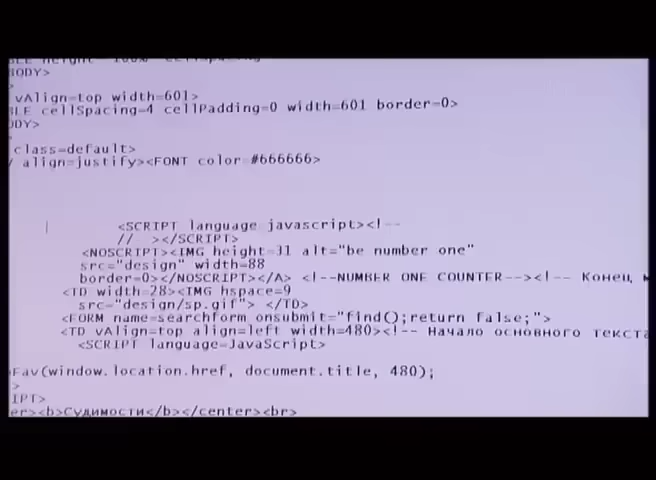 BODY>
>
vAlign=top width=601>
BLE cellSpacing=4 cellPadding=0 width=601 border=0>
ODY>
class=default>
/ align=justify><FONT color=#666666>
<SCRIPT language=javascript><!--
// ></SCRIPT>
<NOSCRIPT><IMG height=31 alt="be number one"
src="design" width=88
border=0></NOSCRIPT></A> <!--NUMBER ONE COUNTER--><!-- Конец
<TD width=28><IMG hspace=9
src="design/sp.gif"> </TD>
<FORM name=searchform onsubmit="find();return false;">
<TD vAlign=top align=left width=480><!-- Начало основного текста
<SCRIPT language=JavaScript>
Fav(window.location.href, document.title, 480);
>
IPT>
er><b>Судимости</b></center><br>